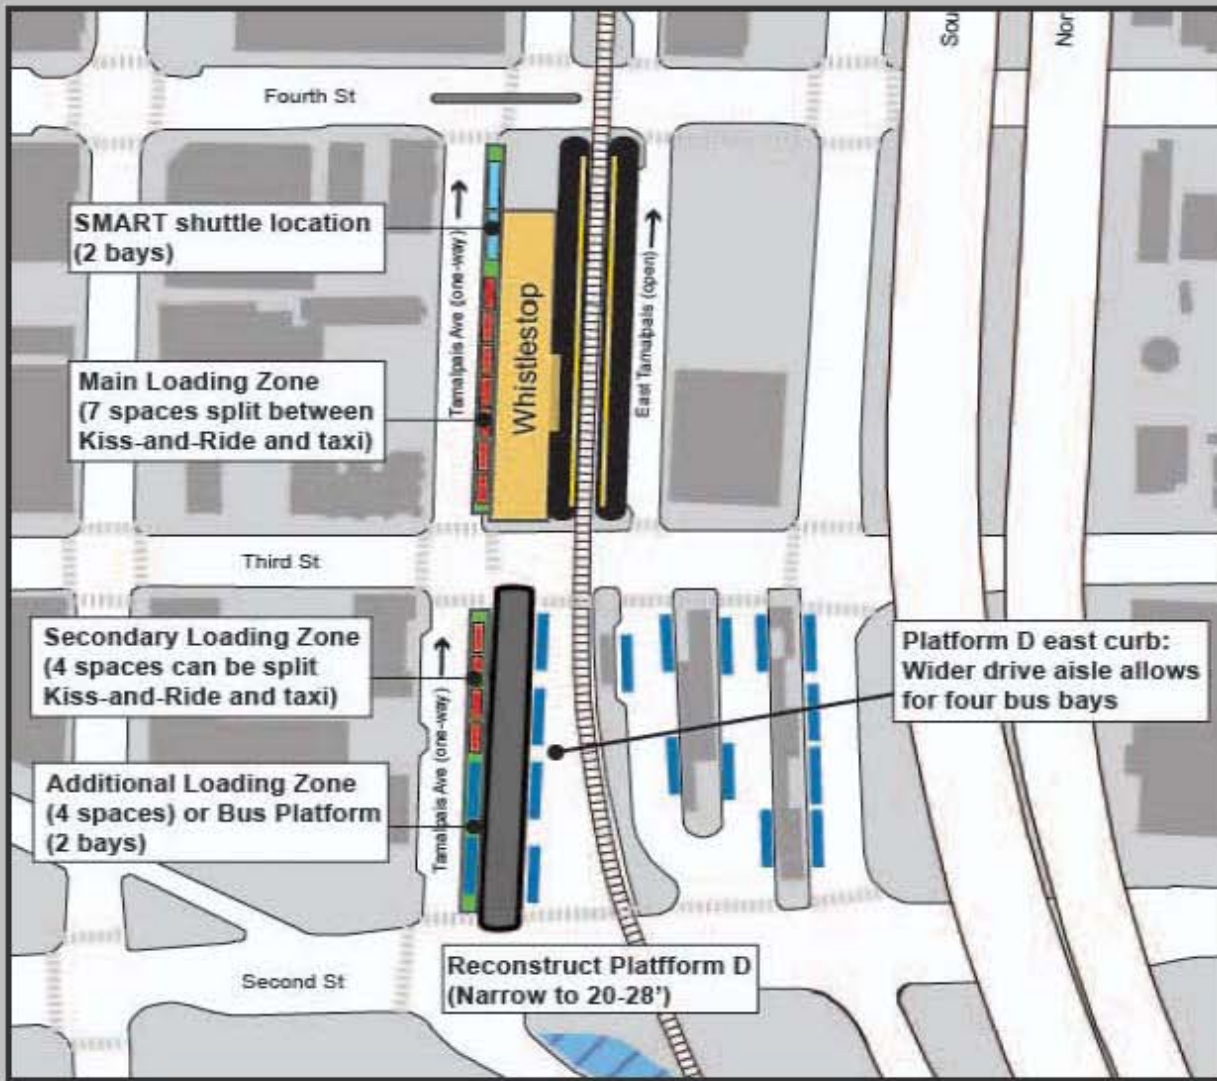 Sou
Nor
Fourth St
SMART shuttle location
(2 bays)
Tamalpais Ave (one-way)
Whistlestop
East Tamalpais (open)
Main Loading Zone
(7 spaces split between
Kiss-and-Ride and taxi)
Third St
Secondary Loading Zone
(4 spaces can be split
Kiss-and-Ride and taxi)
Platform D east curb:
Wider drive aisle allows
for four bus bays
Tamalpais Ave (one-way)
Additional Loading Zone
(4 spaces) or Bus Platform
(2 bays)
Reconstruct Platfform D
(Narrow to 20-28')
Second St